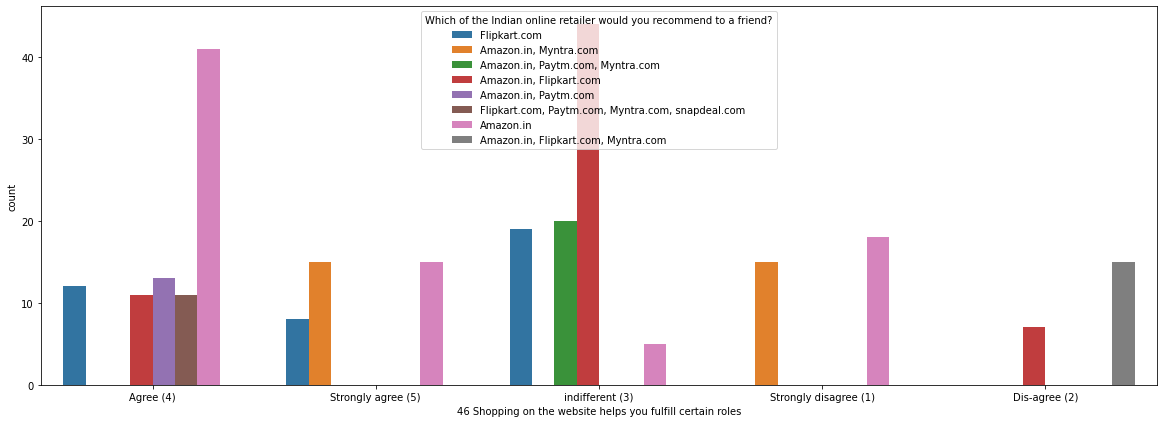 Which of the Indian online retailer would you recommend to a friend?
Flipkart.com
Amazon.in, Myntra.com
Amazon.in, Paytm.com, Myntra.com
Amazon.in, Flipkart.com
Amazon.in, Paytm.com
Flipkart.com, Paytm.com, Myntra.com, snapdeal.com
Amazon.in
Amazon.in, Flipkart.com, Myntra.com
count
40
30
20
10
0
Agree (4) Strongly agree (5) indifferent (3) Strongly disagree (1) Dis-agree (2)
46 Shopping on the website helps you fulfill certain roles